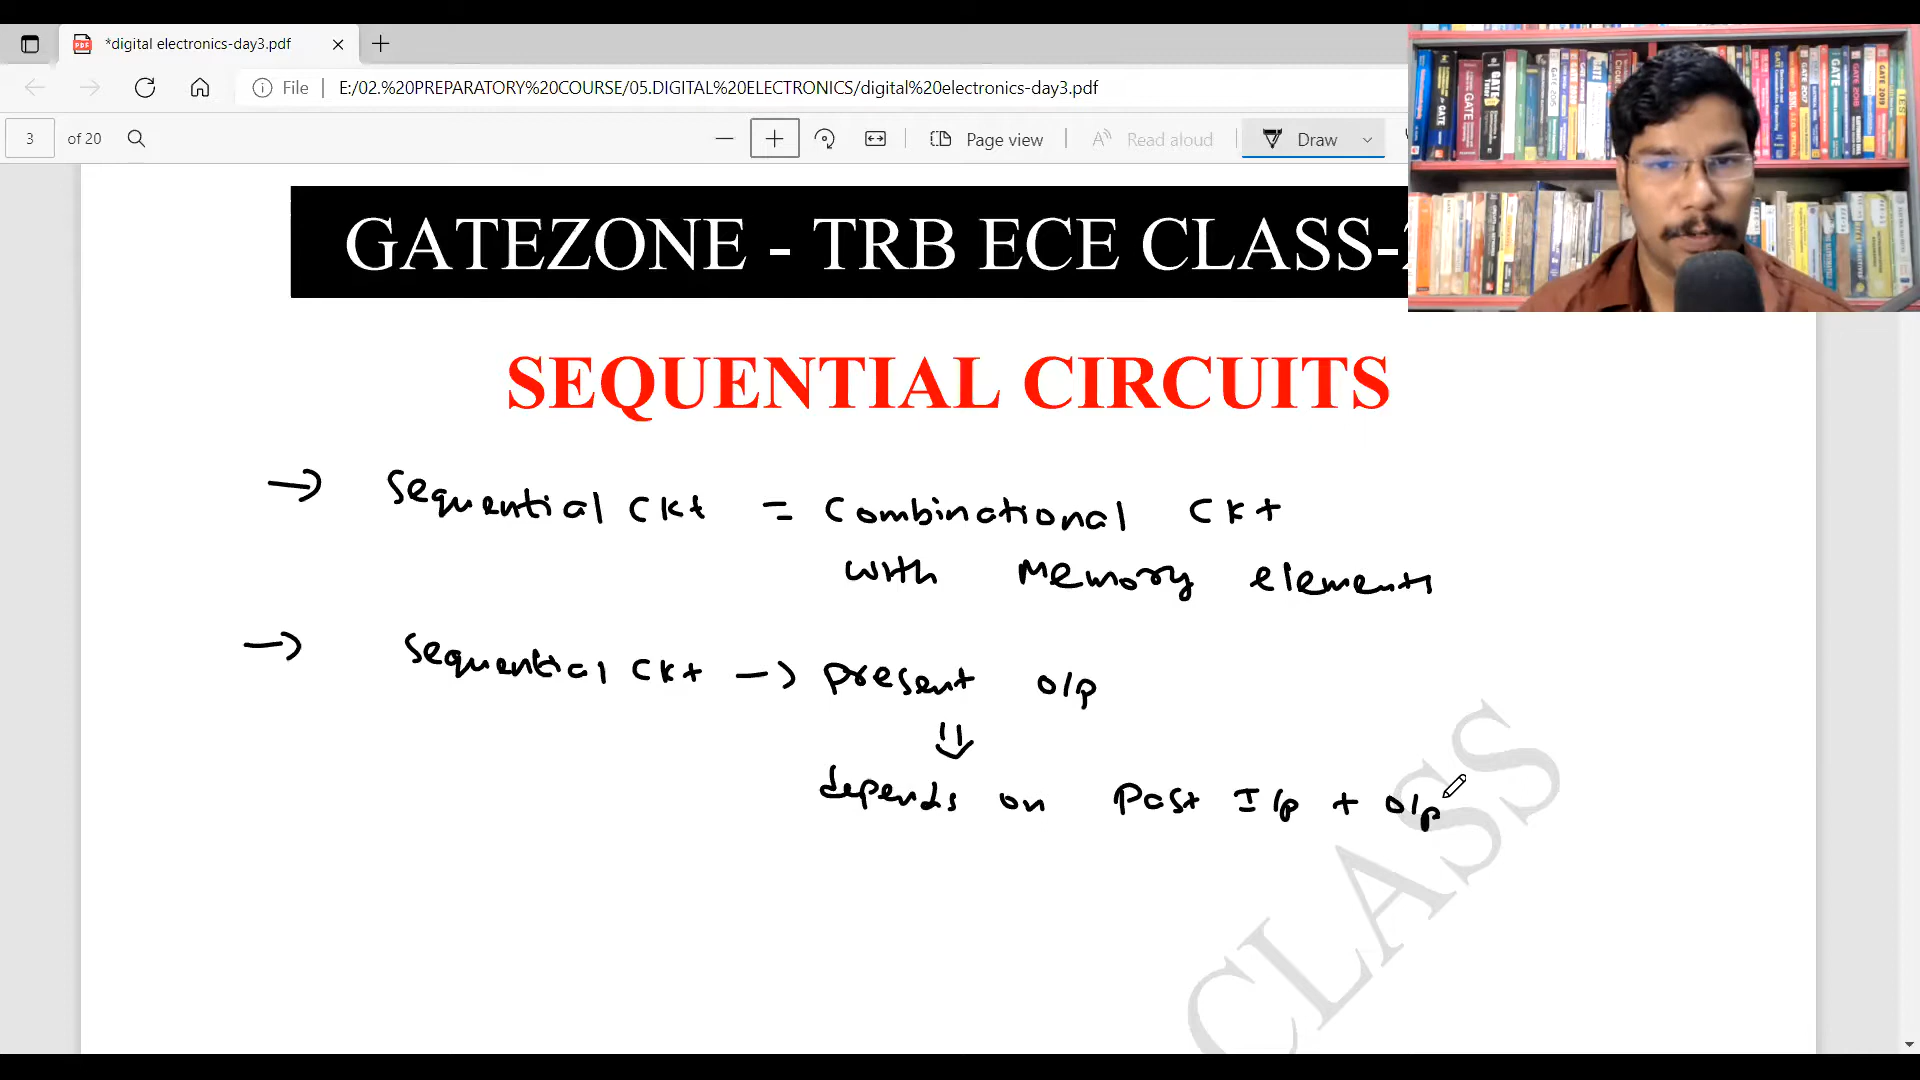 *digital electronics-day3.pdf
File E:/02.%20PREPARATORY%20COURSE/05.DIGITAL%20ELECTRONICS/digital%20electronics-day3.pdf
3 of 20 Page view Read aloud Draw
GATEZONE - TRB ECE CLASS-
SEQUENTIAL CIRCUITS
→ Sequential Ckt = Combinational Ckt
with Memory elements
→ Sequential Ckt → Present o/p
⇓
depends on Past I/p + o/p
CLASS